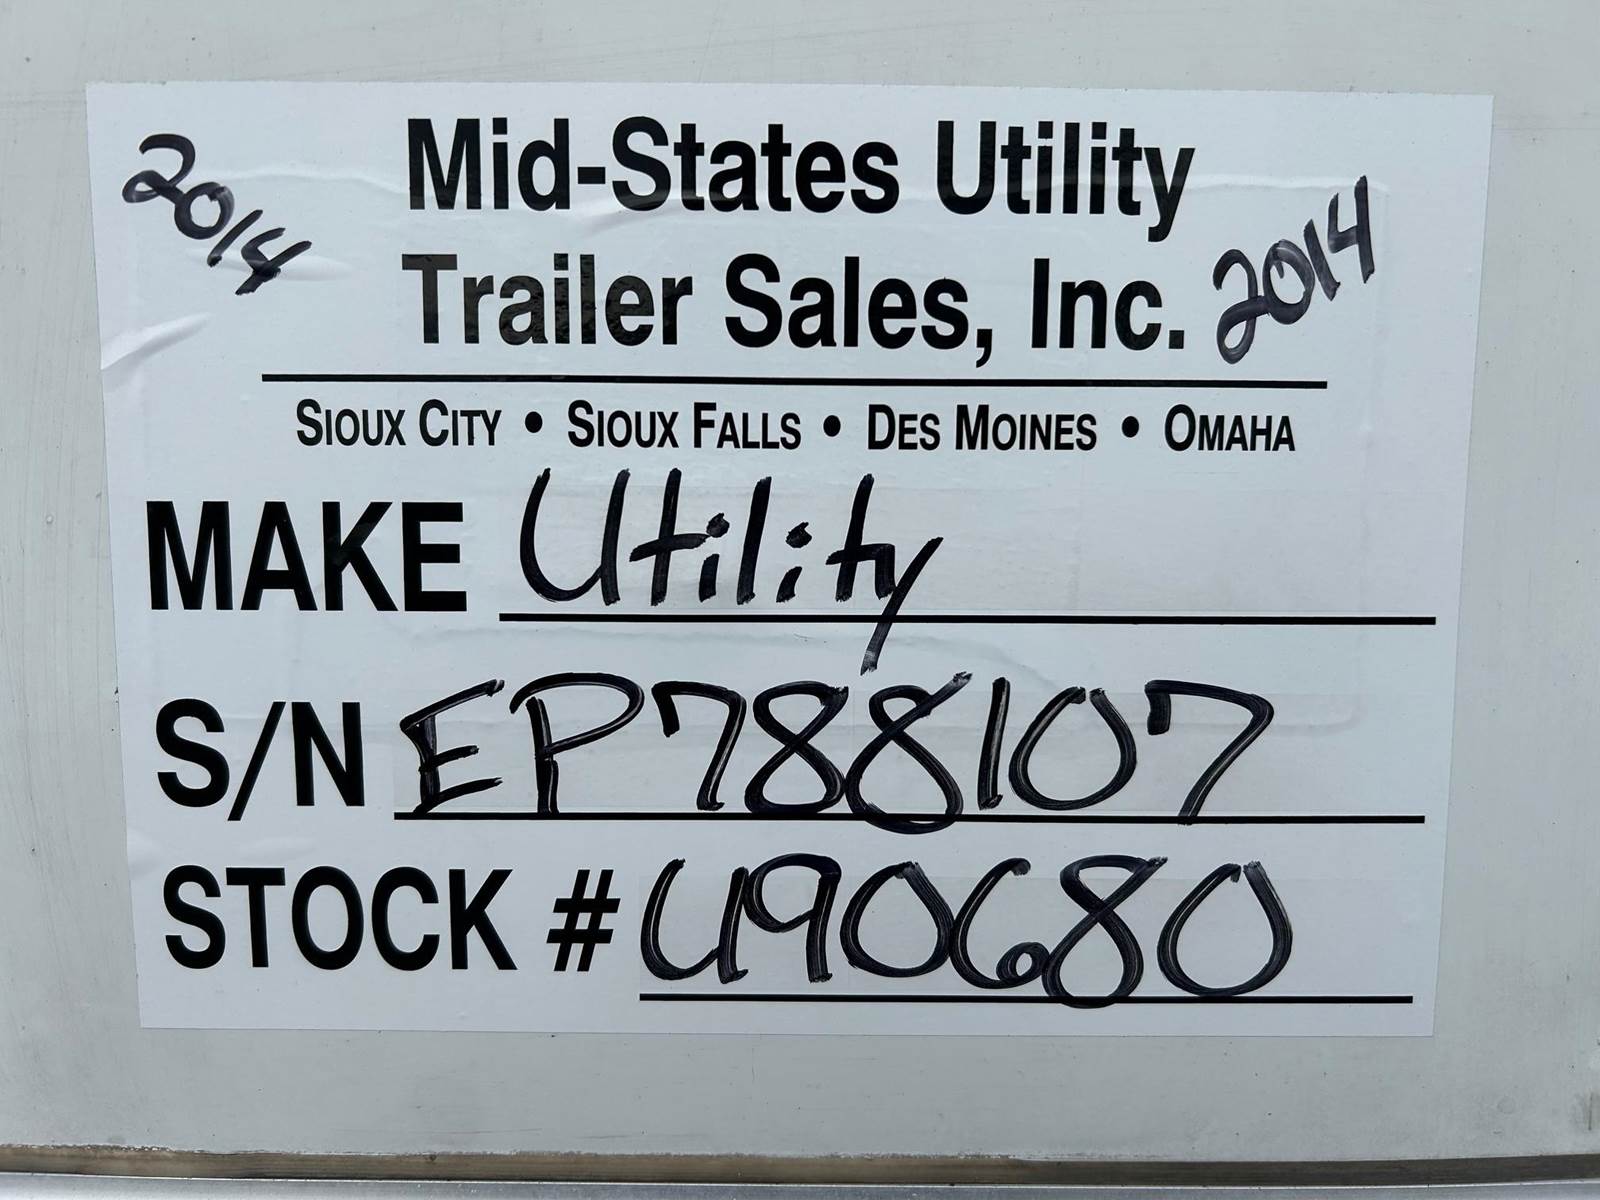 2014
Mid-States Utility
Trailer Sales, Inc. 2014
SIOUX CITY • SIOUX FALLS • DES MOINES • OMAHA
MAKE Utility
S/N EP788107
STOCK # U90680